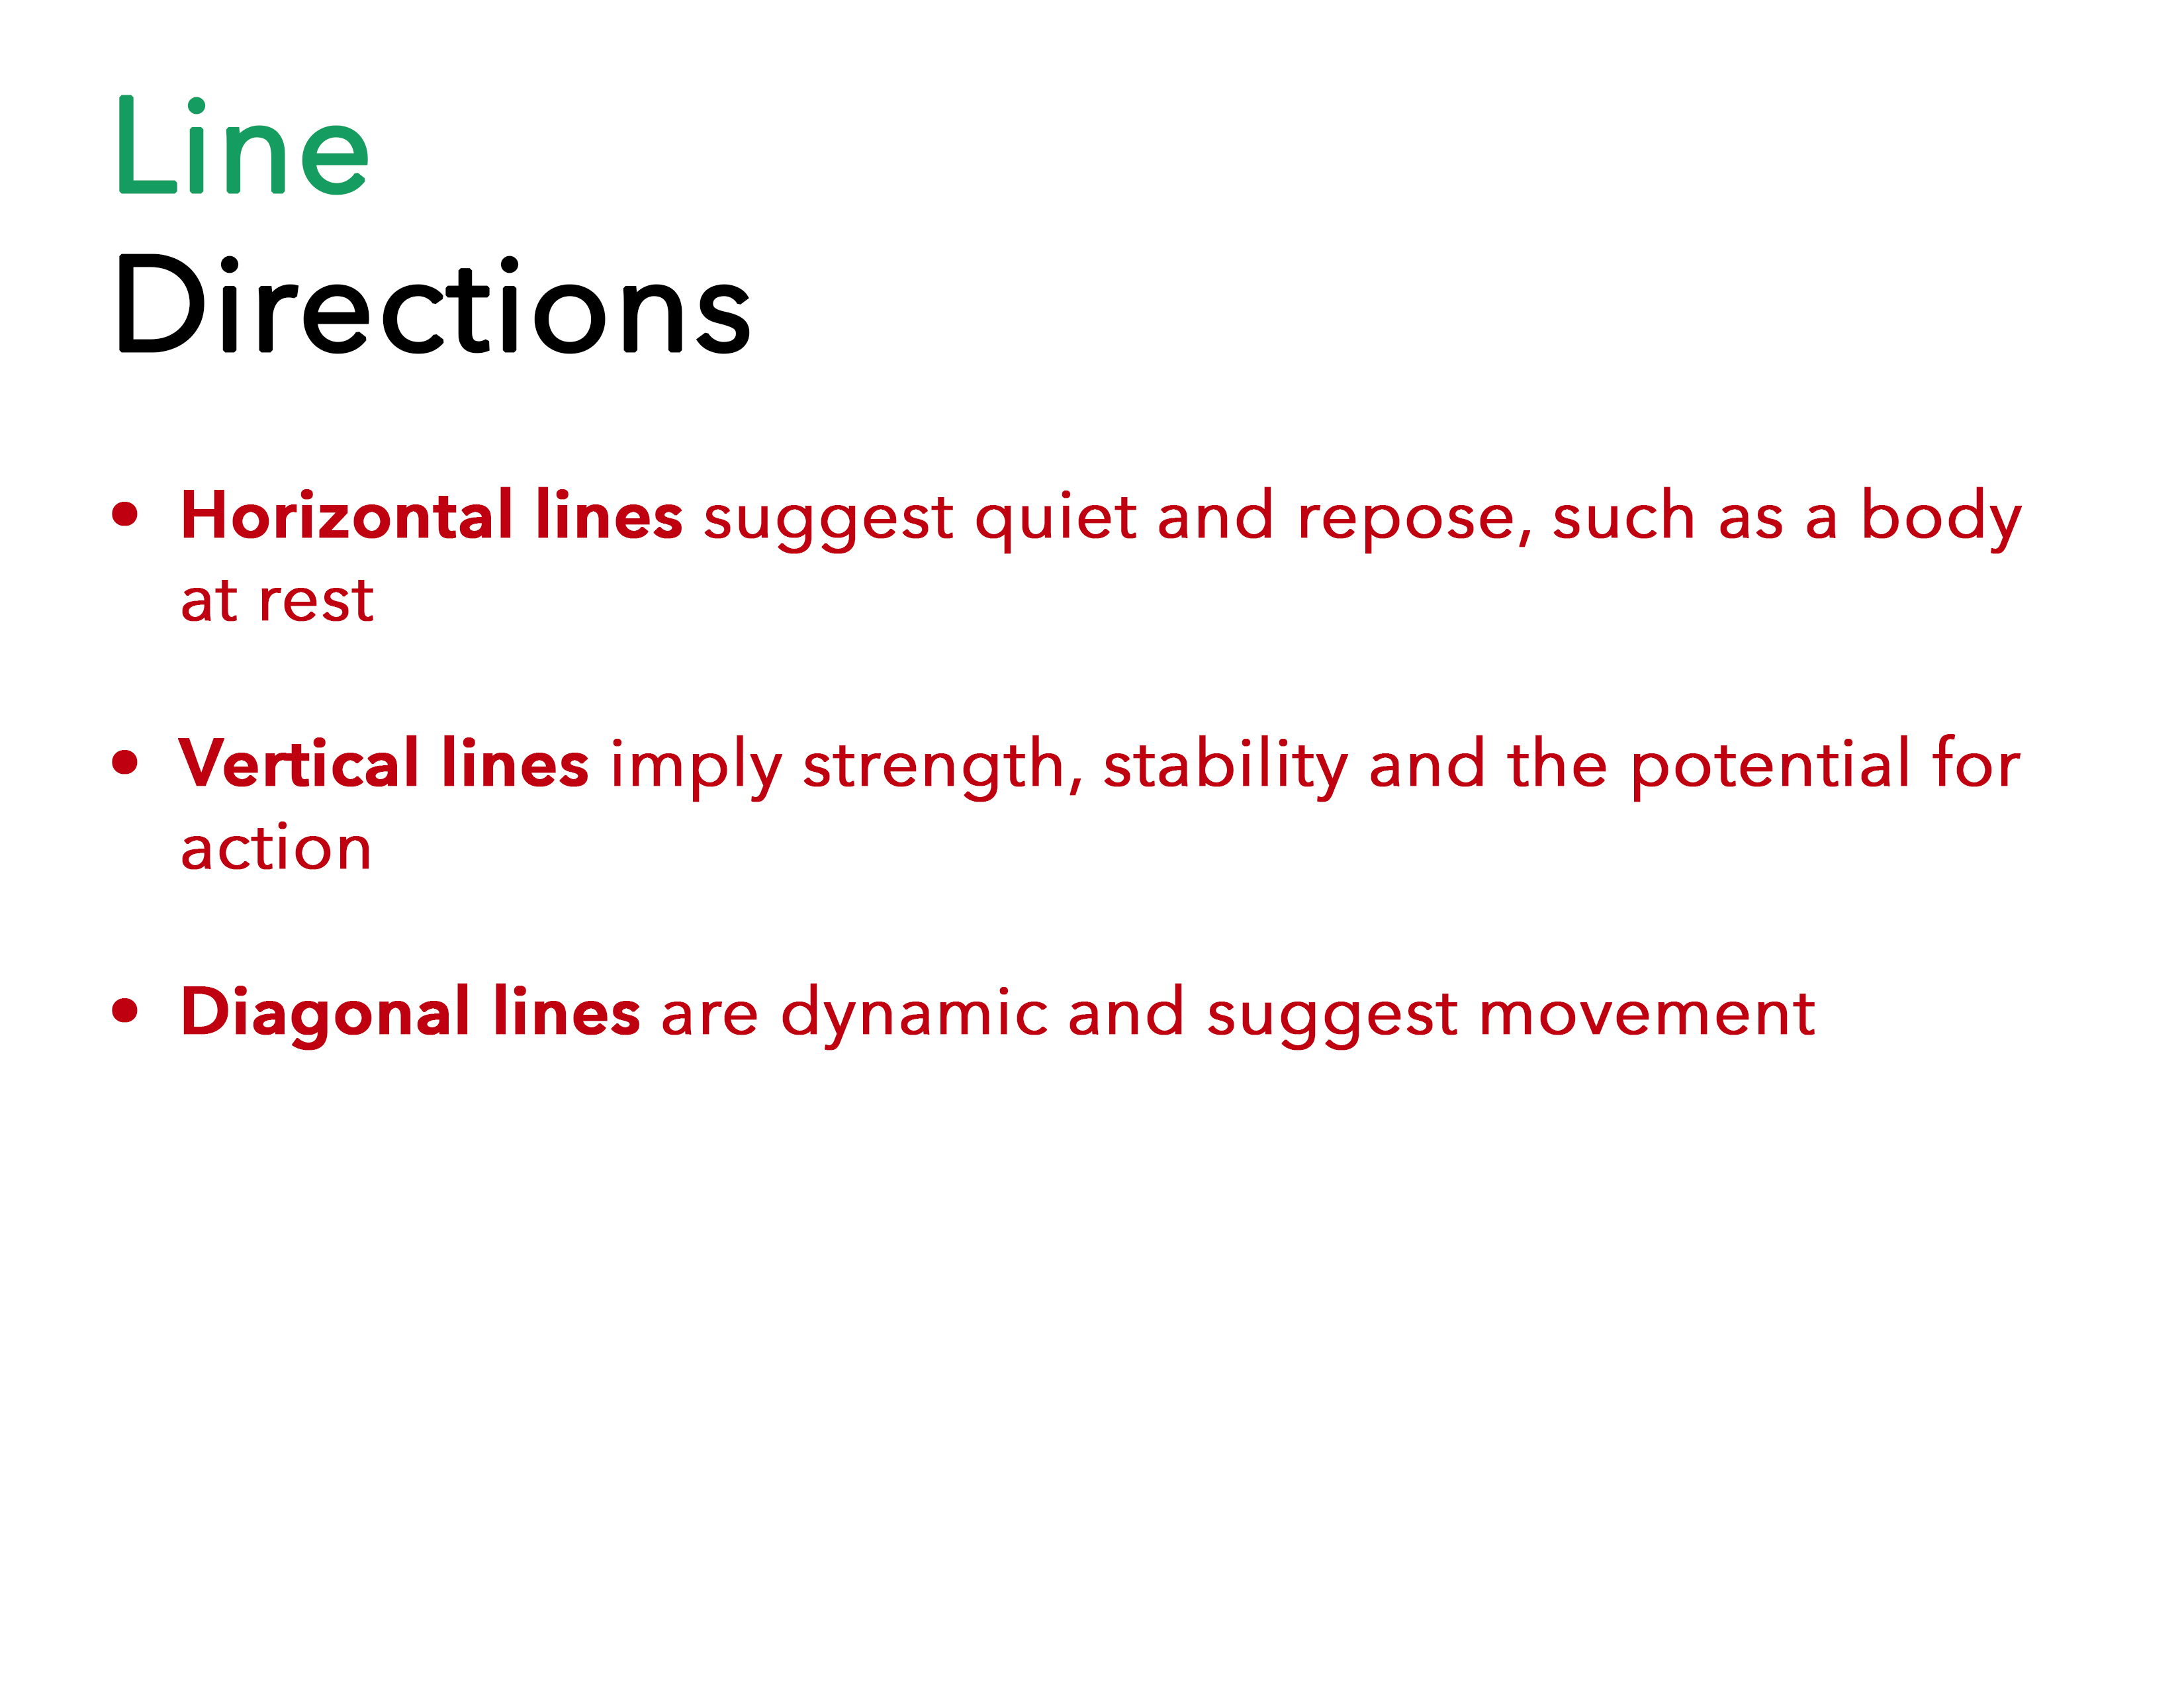 Line
Directions
• Horizontal lines suggest quiet and repose, such as a body
at rest
• Vertical lines imply strength, stability and the potential for
action
• Diagonal lines are dynamic and suggest movement